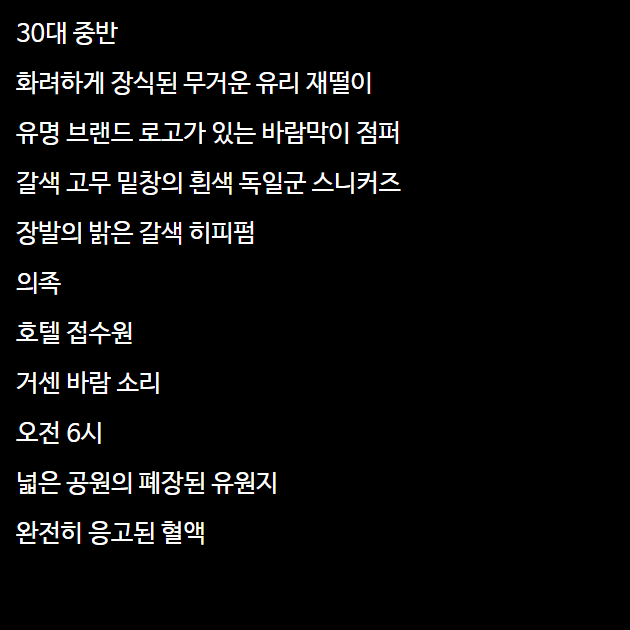 30대 중반
화려하게 장식된 무거운 유리 재떨이
유명 브랜드 로고가 있는 바람막이 점퍼
갈색 고무 밑창의 흰색 독일군 스니커즈
장발의 밝은 갈색 히피펌
의족
호텔 접수원
거센 바람 소리
오전 6시
넓은 공원의 폐장된 유원지
완전히 응고된 혈액